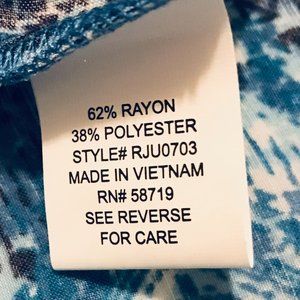 62% RAYON
38% POLYESTER
STYLE# RJU0703
MADE IN VIETNAM
RN# 58719
SEE REVERSE
FOR CARE